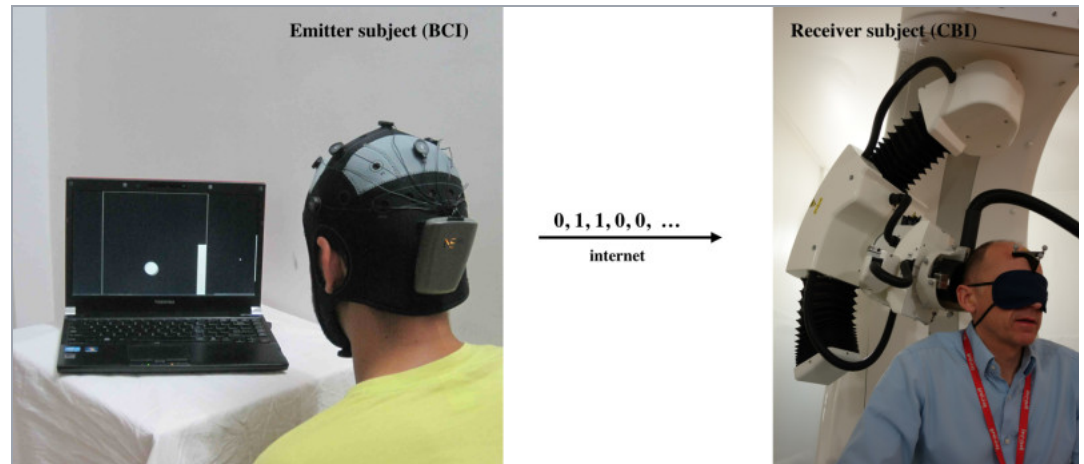 Emitter subject (BCI)
Receiver subject (CBI)
0, 1, 1, 0, 0, …
internet
TOSHIBA